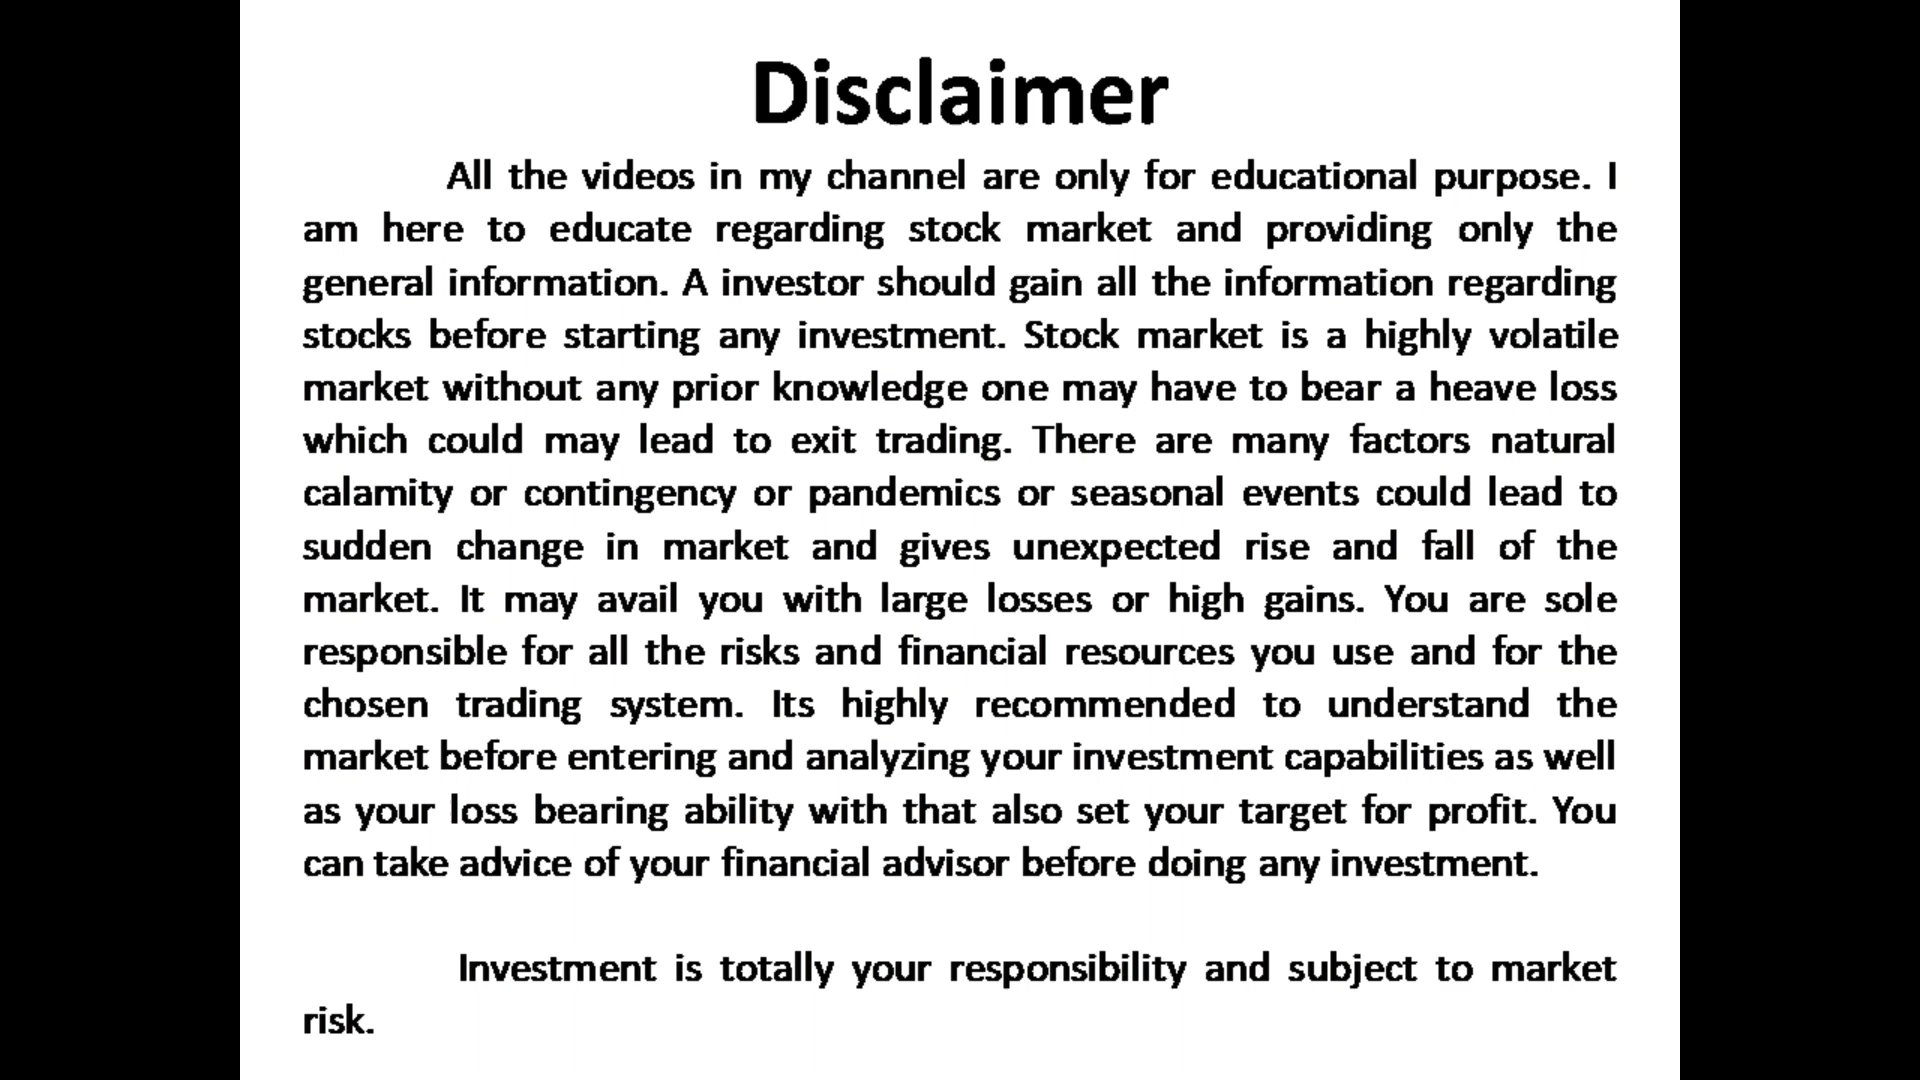 Disclaimer
All the videos in my channel are only for educational purpose. I
am here to educate regarding stock market and providing only the
general information. A investor should gain all the information regarding
stocks before starting any investment. Stock market is a highly volatile
market without any prior knowledge one may have to bear a heave loss
which could may lead to exit trading. There are many factors natural
calamity or contingency or pandemics or seasonal events could lead to
sudden change in market and gives unexpected rise and fall of the
market. It may avail you with large losses or high gains. You are sole
responsible for all the risks and financial resources you use and for the
chosen trading system. Its highly recommended to understand the
market before entering and analyzing your investment capabilities as well
as your loss bearing ability with that also set your target for profit. You
can take advice of your financial advisor before doing any investment.
Investment is totally your responsibility and subject to market
risk.